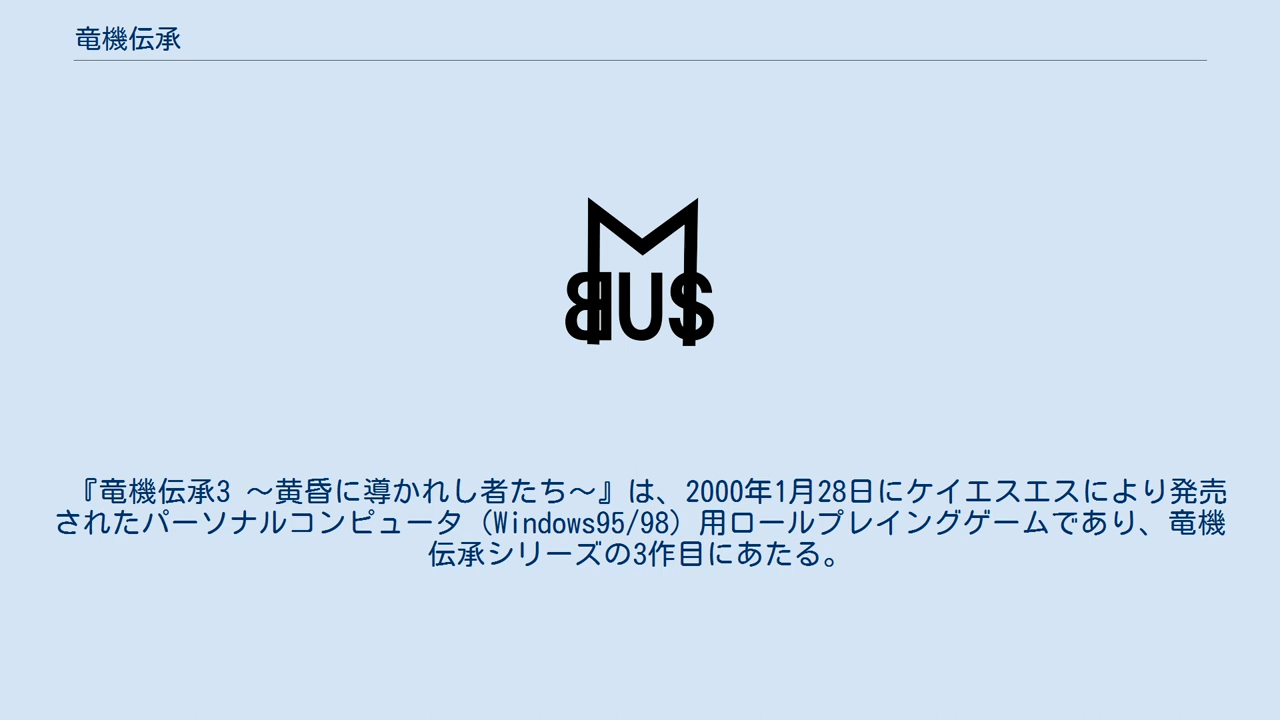 竜機伝承
MBUS
『竜機伝承3 ～黄昏に導かれし者たち～』は、2000年1月28日にケイエスエスにより発売
されたパーソナルコンピュータ（Windows95/98）用ロールプレイングゲームであり、竜機
伝承シリーズの3作目にあたる。